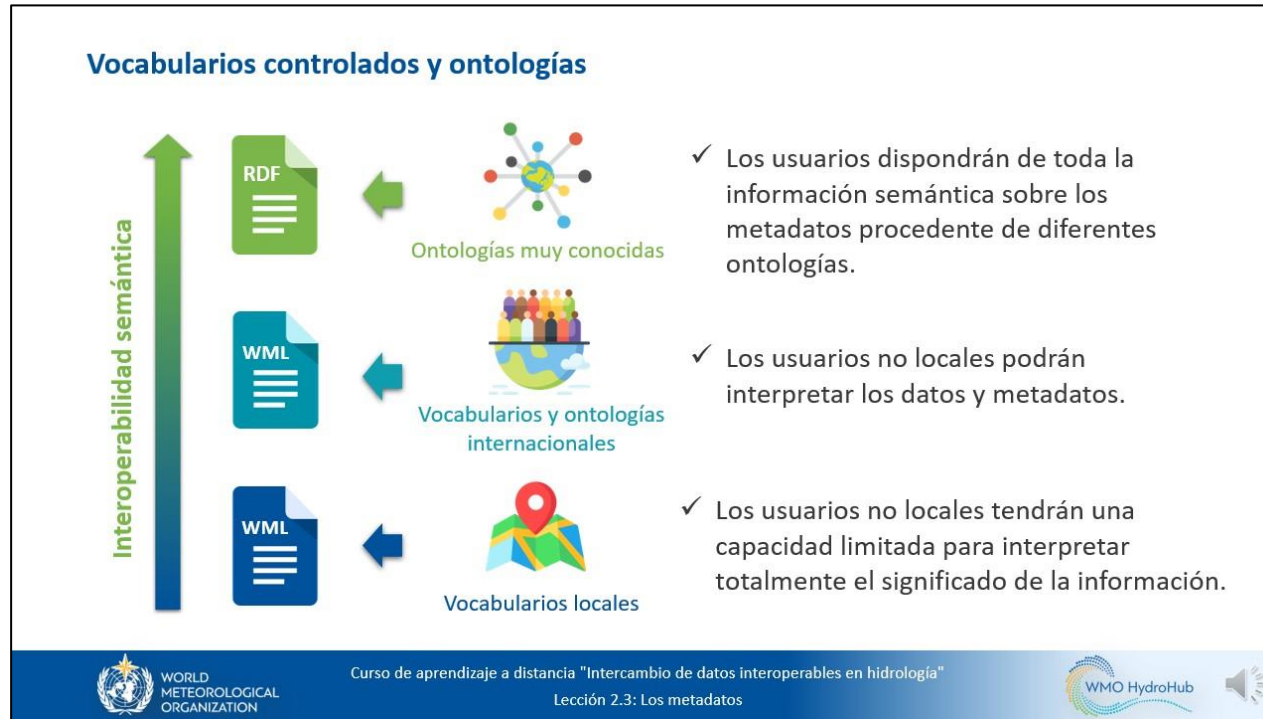 Vocabularios controlados y ontologías
Interoperabilidad semántica
RDF
Ontologías muy conocidas
✓ Los usuarios dispondrán de toda la
información semántica sobre los
metadatos procedente de diferentes
ontologías.
WML
Vocabularios y ontologías
internacionales
✓ Los usuarios no locales podrán
interpretar los datos y metadatos.
WML
Vocabularios locales
✓ Los usuarios no locales tendrán una
capacidad limitada para interpretar
totalmente el significado de la información.
WORLD
METEOROLOGICAL
ORGANIZATION
Curso de aprendizaje a distancia "Intercambio de datos interoperables en hidrología"
Lección 2.3: Los metadatos
WMO HydroHub